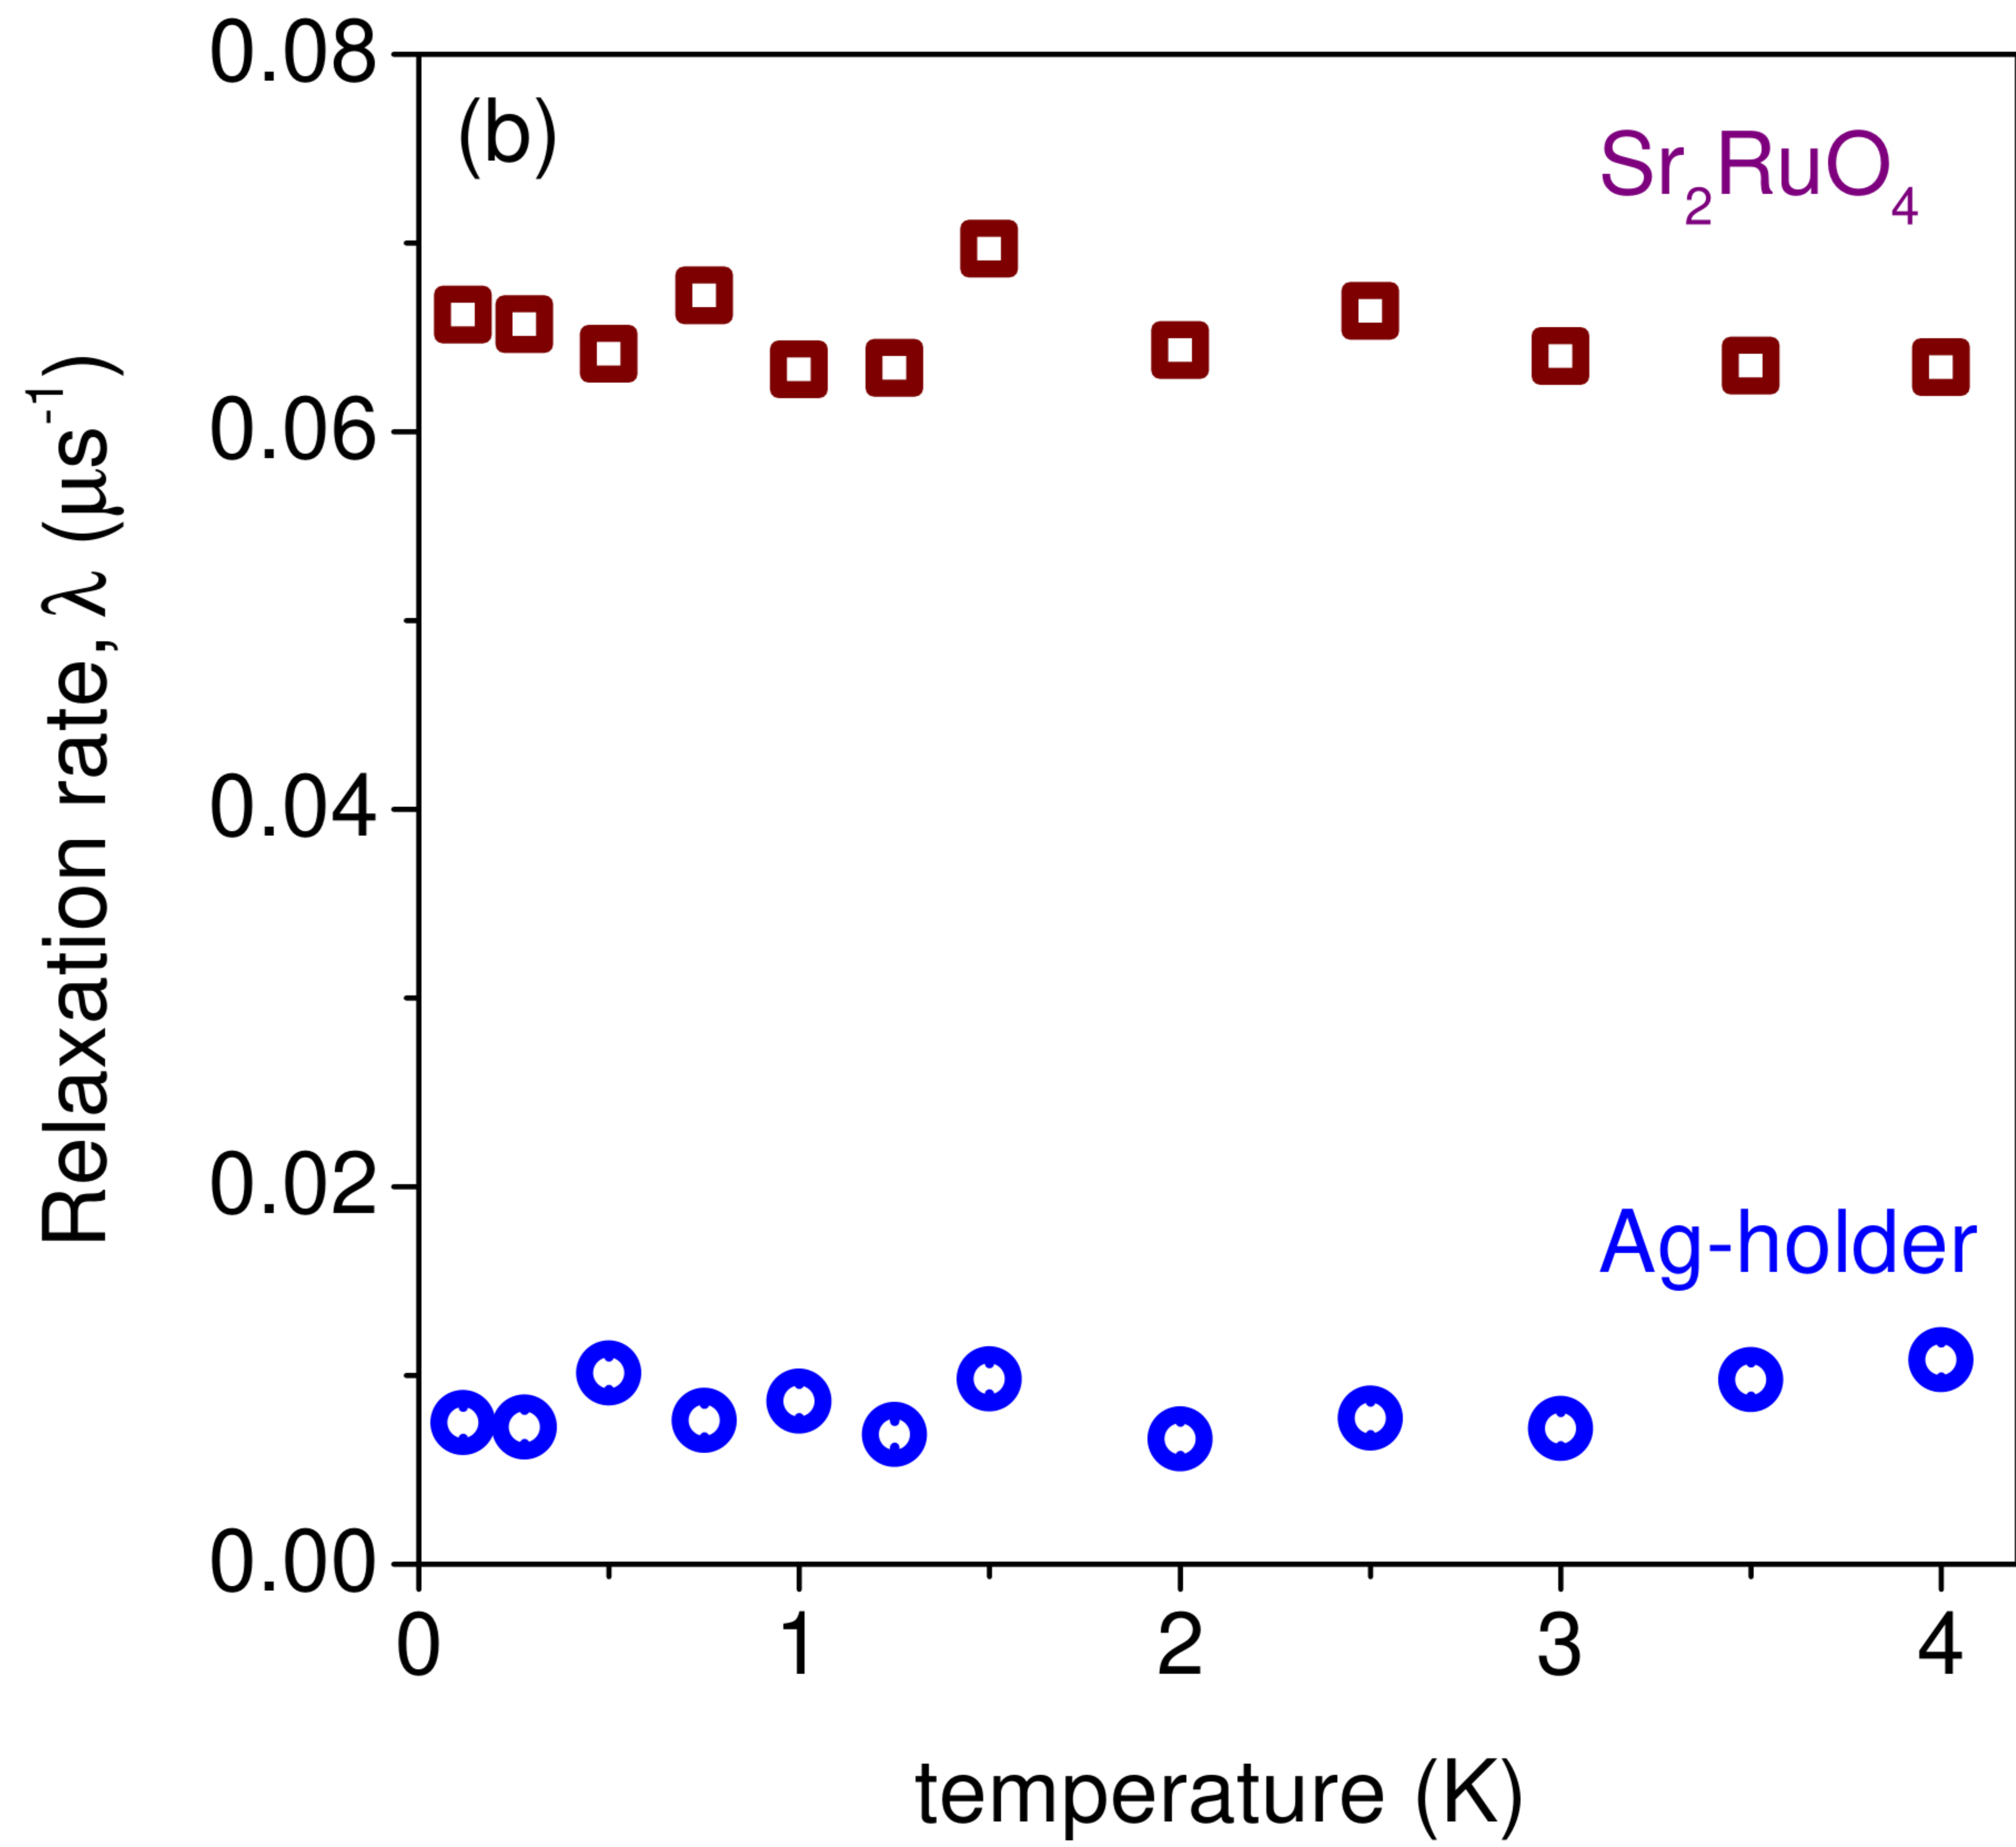 0.08
(b)
Sr₂RuO₄
0.06
0.04
0.02
Ag-holder
0.00
0 1 2 3 4
temperature (K)
Relaxation rate, λ (μs⁻¹)